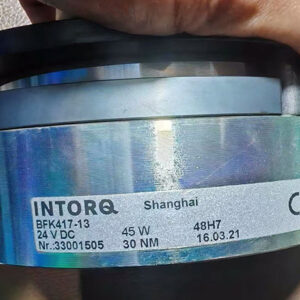 INTORQ Shanghai
BFK417-13
24 V DC 45 W 48H7
Nr.:33001505 30 NM 16.03.21